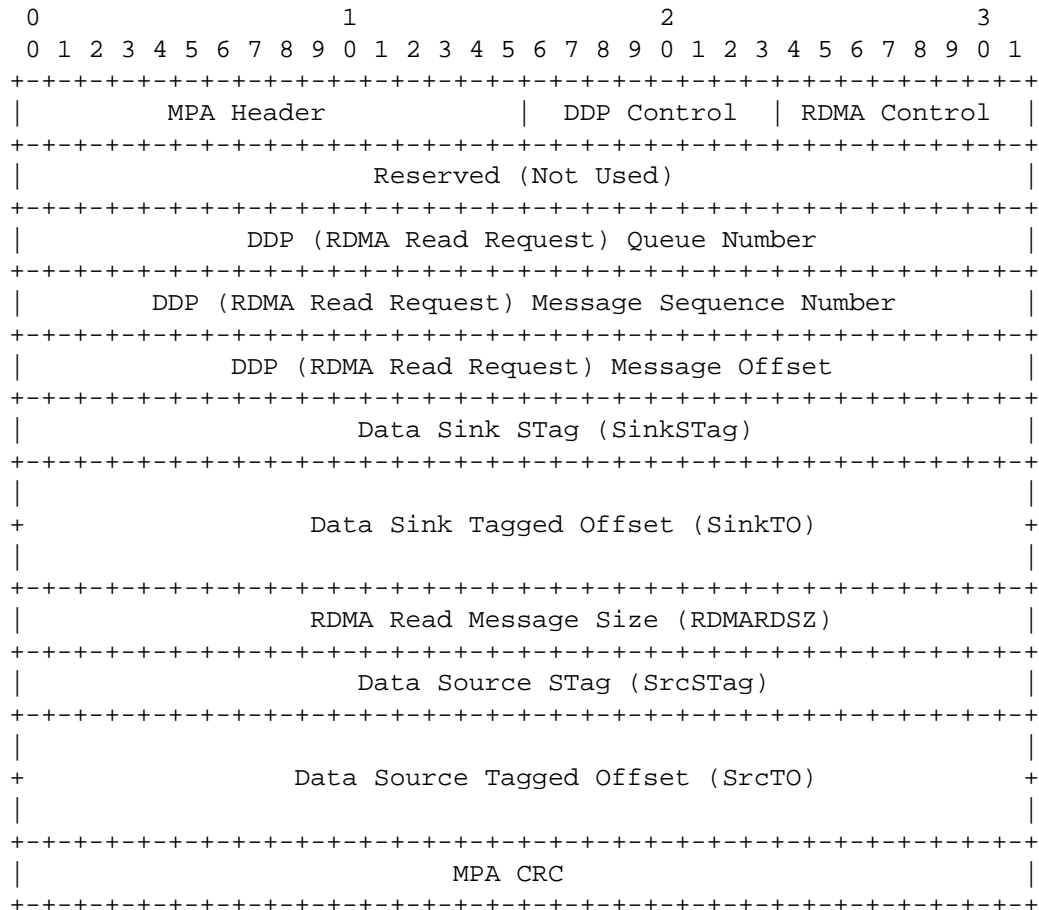 0                   1                   2                   3
 0 1 2 3 4 5 6 7 8 9 0 1 2 3 4 5 6 7 8 9 0 1 2 3 4 5 6 7 8 9 0 1
+-+-+-+-+-+-+-+-+-+-+-+-+-+-+-+-+-+-+-+-+-+-+-+-+-+-+-+-+-+-+-+-+
|         MPA Header            |  DDP Control  | RDMA Control  |
+-+-+-+-+-+-+-+-+-+-+-+-+-+-+-+-+-+-+-+-+-+-+-+-+-+-+-+-+-+-+-+-+
|                      Reserved (Not Used)                      |
+-+-+-+-+-+-+-+-+-+-+-+-+-+-+-+-+-+-+-+-+-+-+-+-+-+-+-+-+-+-+-+-+
|              DDP (RDMA Read Request) Queue Number             |
+-+-+-+-+-+-+-+-+-+-+-+-+-+-+-+-+-+-+-+-+-+-+-+-+-+-+-+-+-+-+-+-+
|        DDP (RDMA Read Request) Message Sequence Number        |
+-+-+-+-+-+-+-+-+-+-+-+-+-+-+-+-+-+-+-+-+-+-+-+-+-+-+-+-+-+-+-+-+
|             DDP (RDMA Read Request) Message Offset            |
+-+-+-+-+-+-+-+-+-+-+-+-+-+-+-+-+-+-+-+-+-+-+-+-+-+-+-+-+-+-+-+-+
|                     Data Sink STag (SinkSTag)                 |
+-+-+-+-+-+-+-+-+-+-+-+-+-+-+-+-+-+-+-+-+-+-+-+-+-+-+-+-+-+-+-+-+
|                                                               |
+                  Data Sink Tagged Offset (SinkTO)             +
|                                                               |
+-+-+-+-+-+-+-+-+-+-+-+-+-+-+-+-+-+-+-+-+-+-+-+-+-+-+-+-+-+-+-+-+
|                  RDMA Read Message Size (RDMARDSZ)            |
+-+-+-+-+-+-+-+-+-+-+-+-+-+-+-+-+-+-+-+-+-+-+-+-+-+-+-+-+-+-+-+-+
|                     Data Source STag (SrcSTag)                |
+-+-+-+-+-+-+-+-+-+-+-+-+-+-+-+-+-+-+-+-+-+-+-+-+-+-+-+-+-+-+-+-+
|                                                               |
+                 Data Source Tagged Offset (SrcTO)             +
|                                                               |
+-+-+-+-+-+-+-+-+-+-+-+-+-+-+-+-+-+-+-+-+-+-+-+-+-+-+-+-+-+-+-+-+
|                           MPA CRC                             |
+-+-+-+-+-+-+-+-+-+-+-+-+-+-+-+-+-+-+-+-+-+-+-+-+-+-+-+-+-+-+-+-+